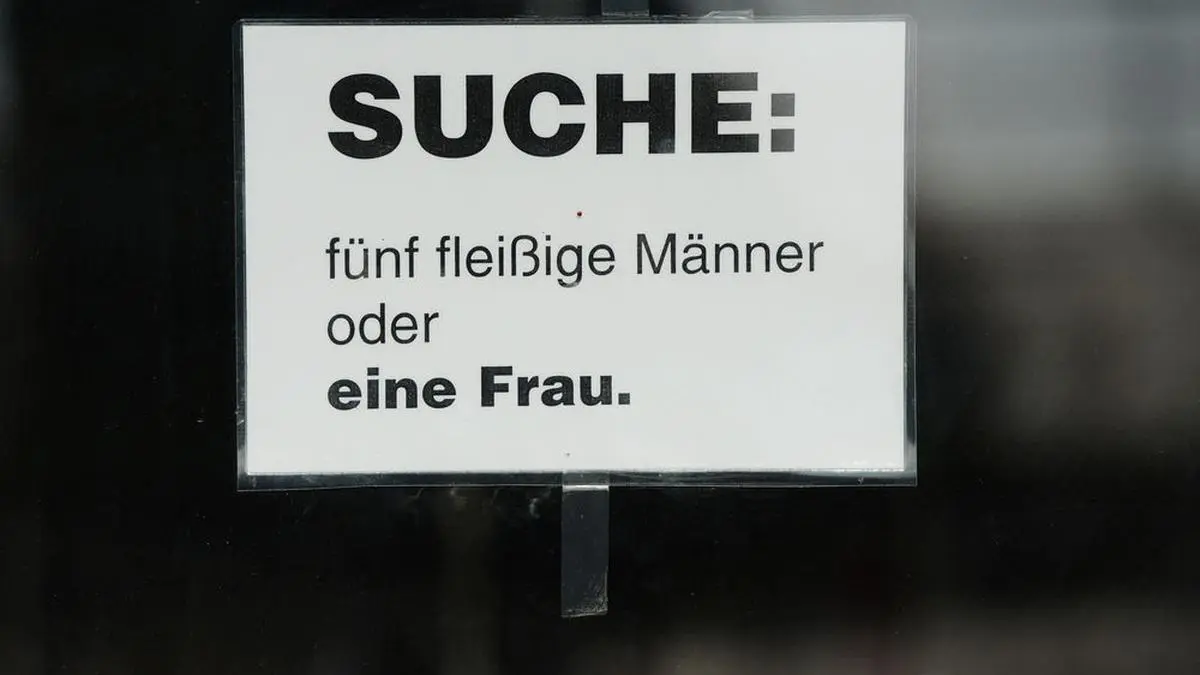 SUCHE:
fünf fleißige Männer
oder
eine Frau.